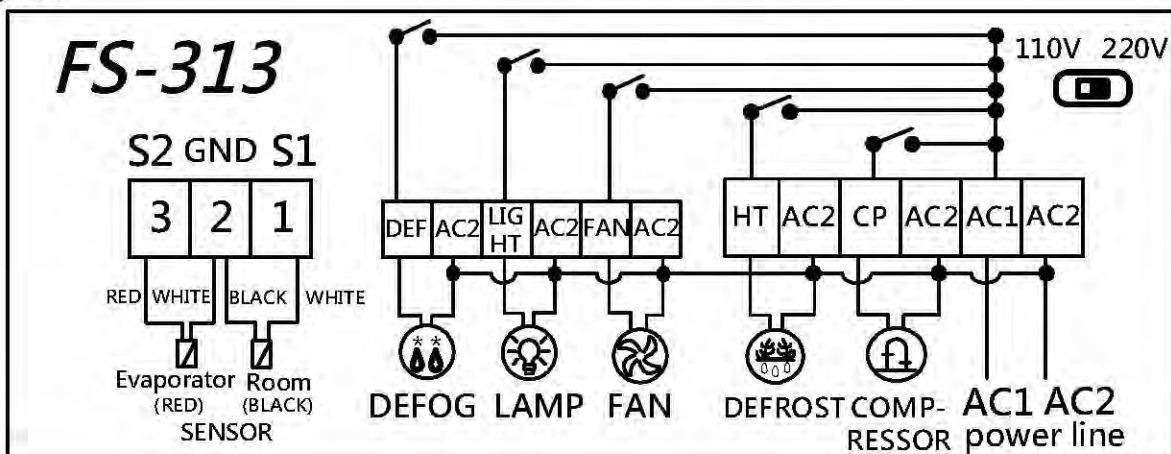 FS-313
110V 220V
S2 GND S1
3 2 1
RED WHITE BLACK WHITE
Evaporator Room
(RED) (BLACK)
SENSOR
DEF AC2 LIG AC2 FAN AC2
HT
HT AC2 CP AC2 AC1 AC2
DEFOG LAMP FAN DEFROST COMP- AC1 AC2
RESSOR power line